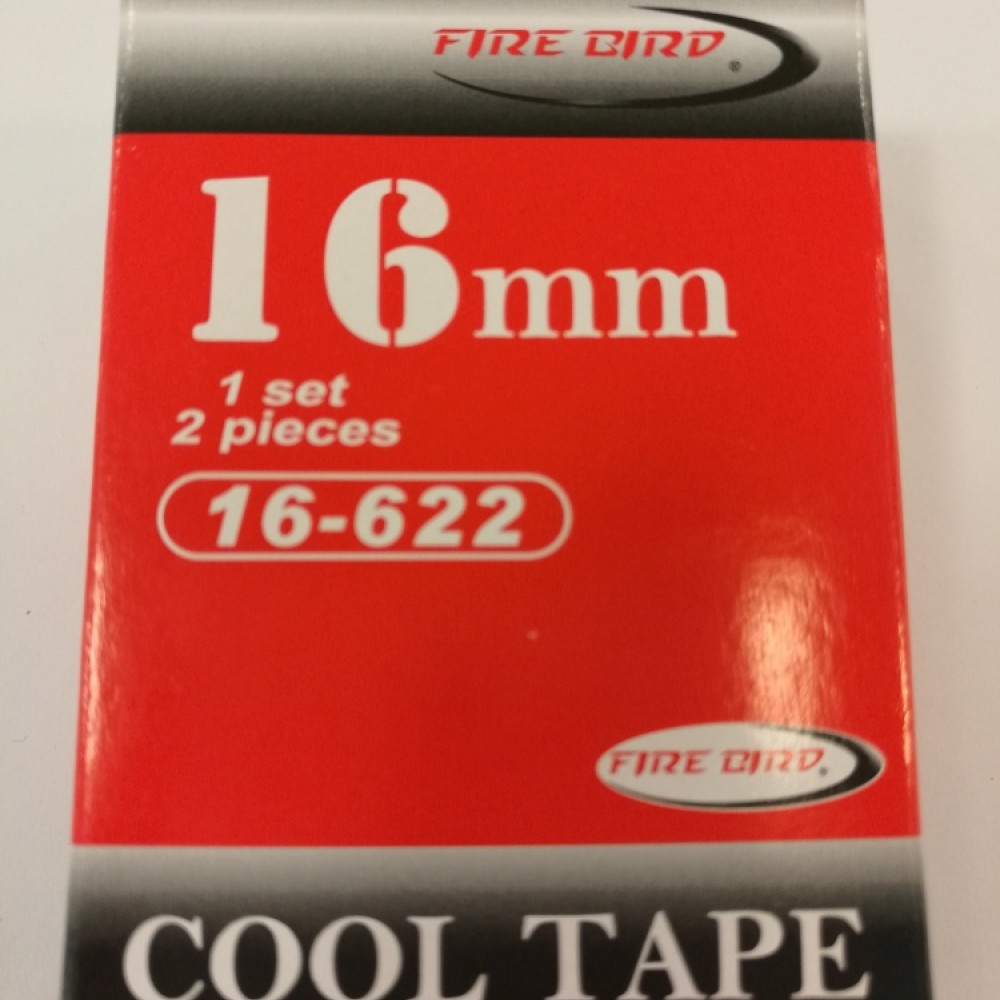 FIRE BIRD ®
16mm
1 set
2 pieces
16-622
FIRE BIRD ®
COOL TAPE